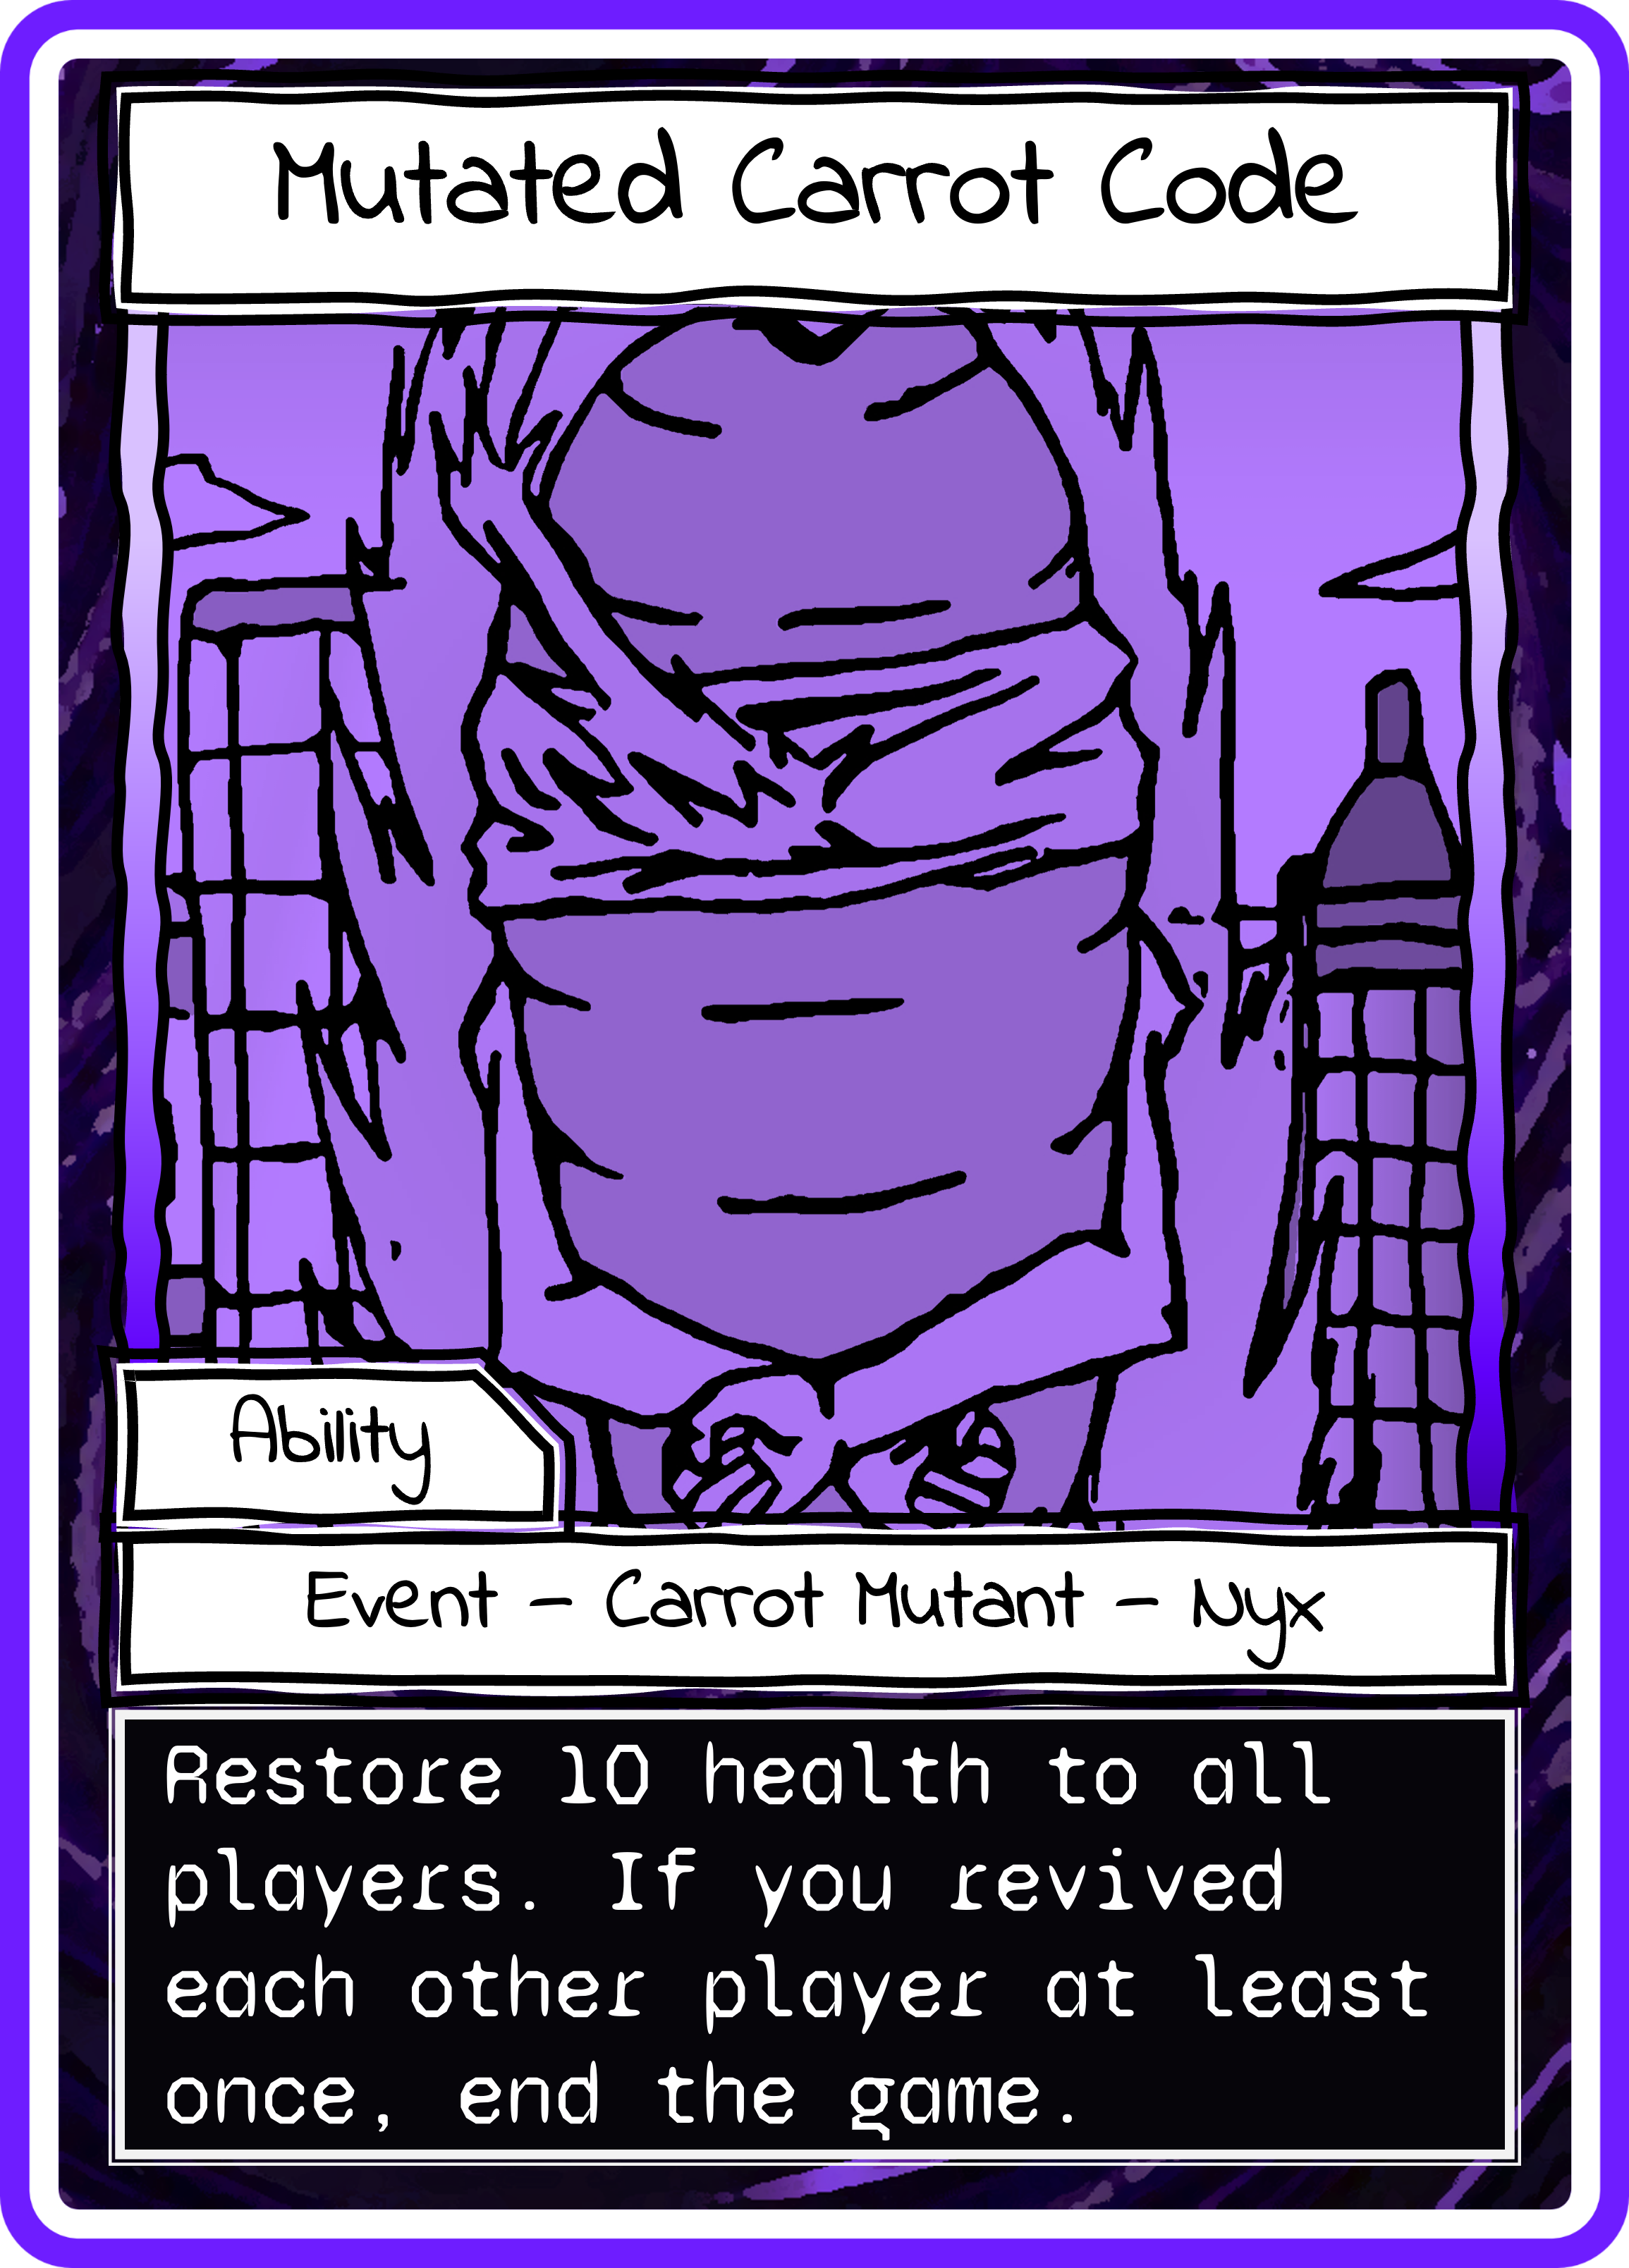 Mutated Carrot Code
Ability
Event – Carrot Mutant – Nyx
Restore 10 health to all
players. If you revived
each other player at least
once, end the game.